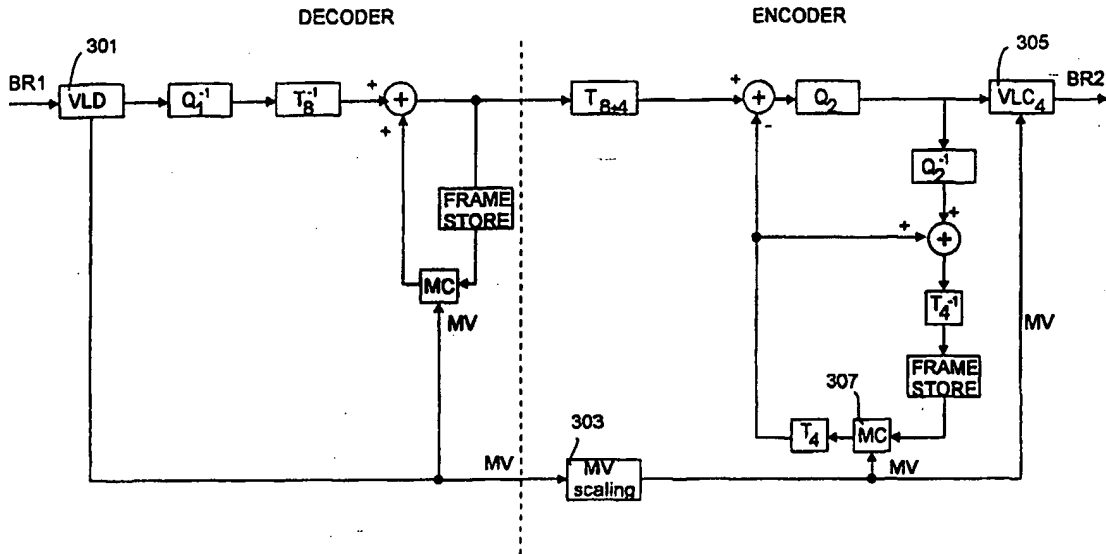 DECODER
ENCODER
301
305
BR1
VLD
Q₁⁻¹
T₈⁻¹
+
+
+
T₈₊₄
+
+
-
Q₂
VLC₄
BR2
Q₂⁻¹
FRAME
STORE
+
+
+
MC
MV
T₄⁻¹
MV
FRAME
STORE
307
303
T₄
MC
MV
MV
scaling
MV